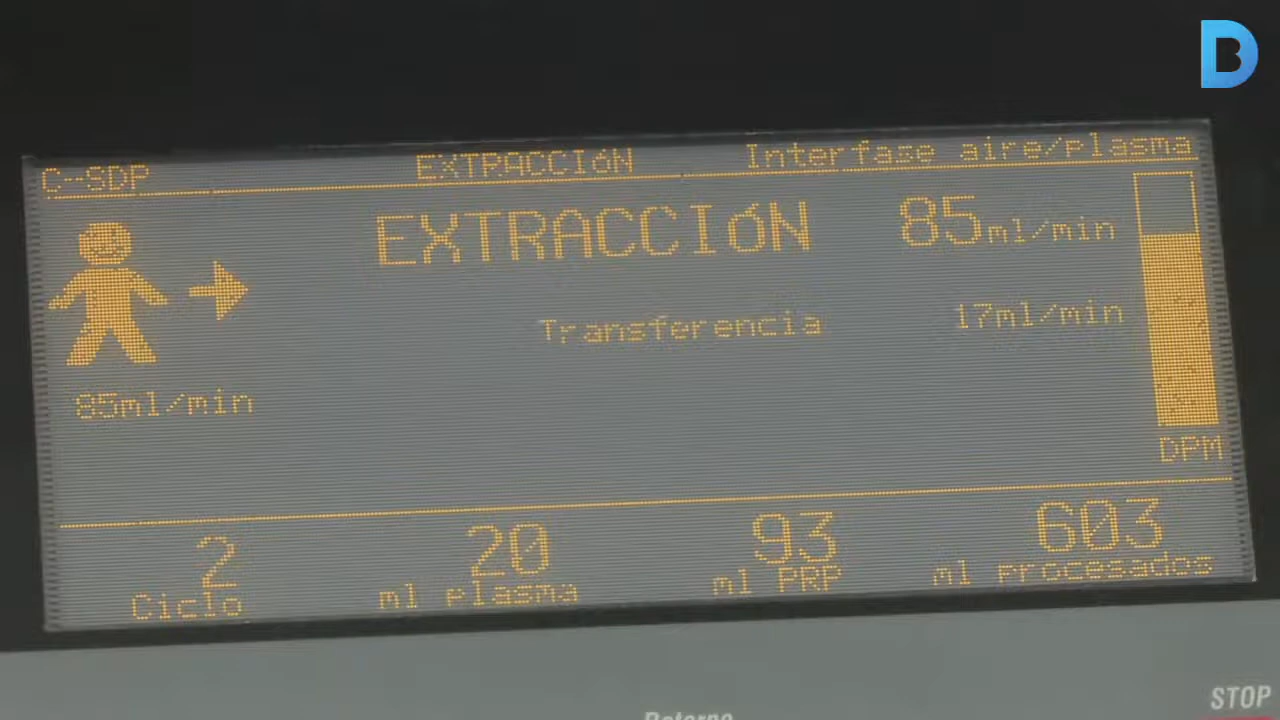 C-SDP EXTRACCIÓN Interfase aire/plasma
EXTRACCIÓN 85ml/min
Transferencia 17ml/min
85ml/min
DPM
2 20 93 603
Ciclo ml plasma ml PRP ml procesados
STOP
Retorno